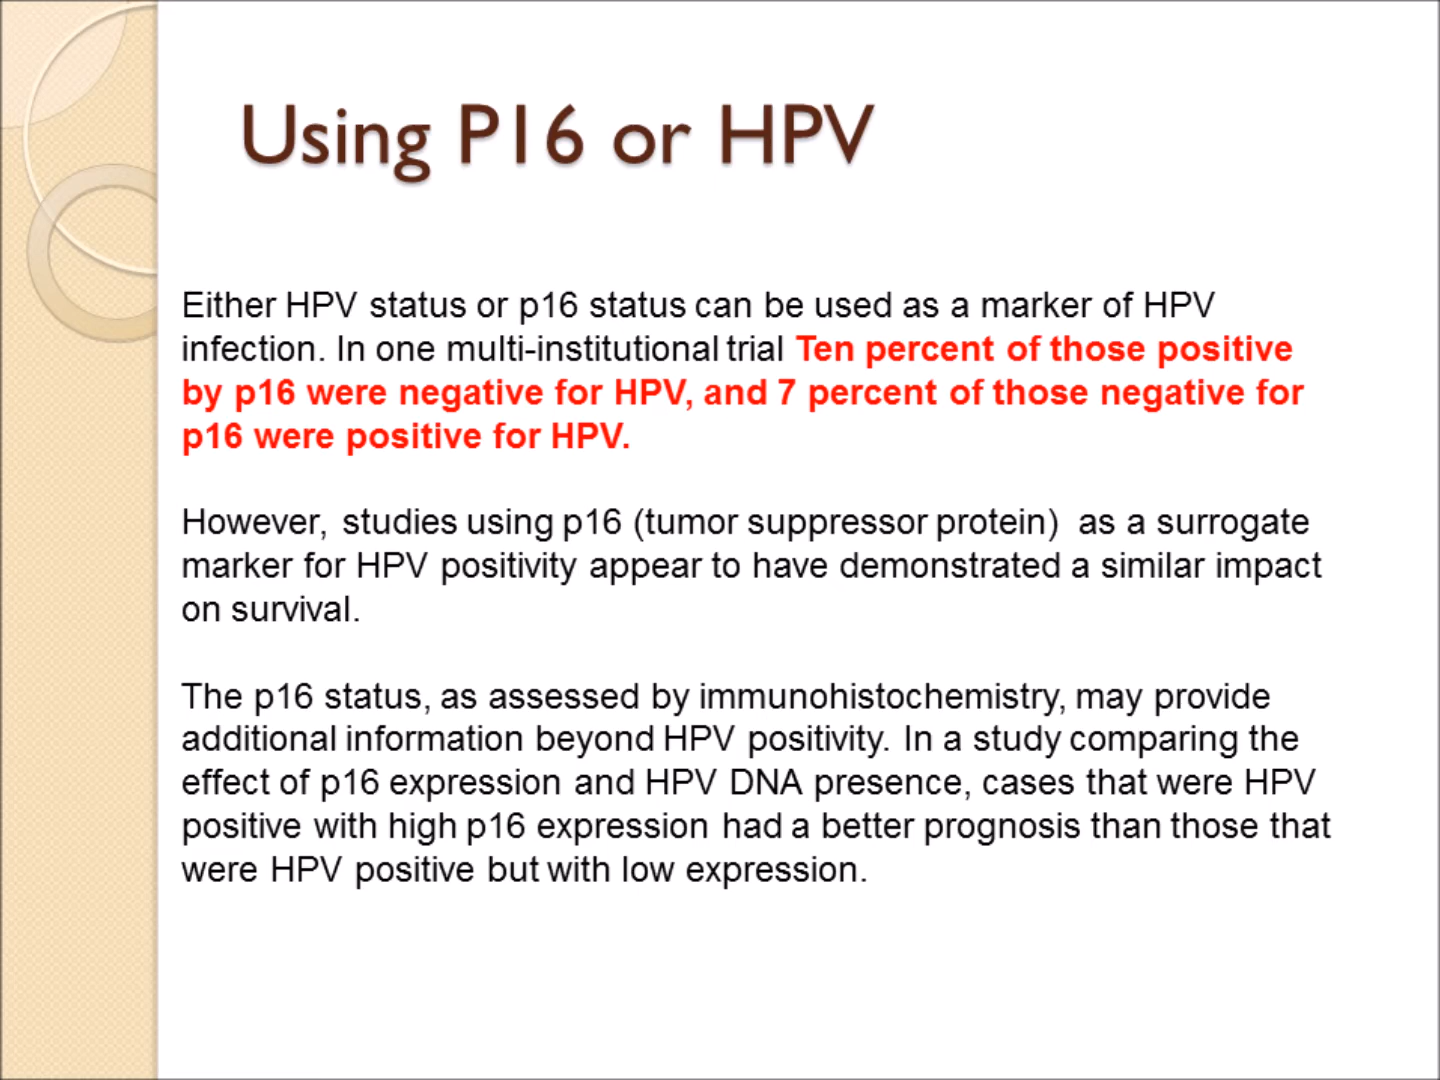 Using P16 or HPV
Either HPV status or p16 status can be used as a marker of HPV
infection. In one multi-institutional trial Ten percent of those positive
by p16 were negative for HPV, and 7 percent of those negative for
p16 were positive for HPV.
However, studies using p16 (tumor suppressor protein) as a surrogate
marker for HPV positivity appear to have demonstrated a similar impact
on survival.
The p16 status, as assessed by immunohistochemistry, may provide
additional information beyond HPV positivity. In a study comparing the
effect of p16 expression and HPV DNA presence, cases that were HPV
positive with high p16 expression had a better prognosis than those that
were HPV positive but with low expression.